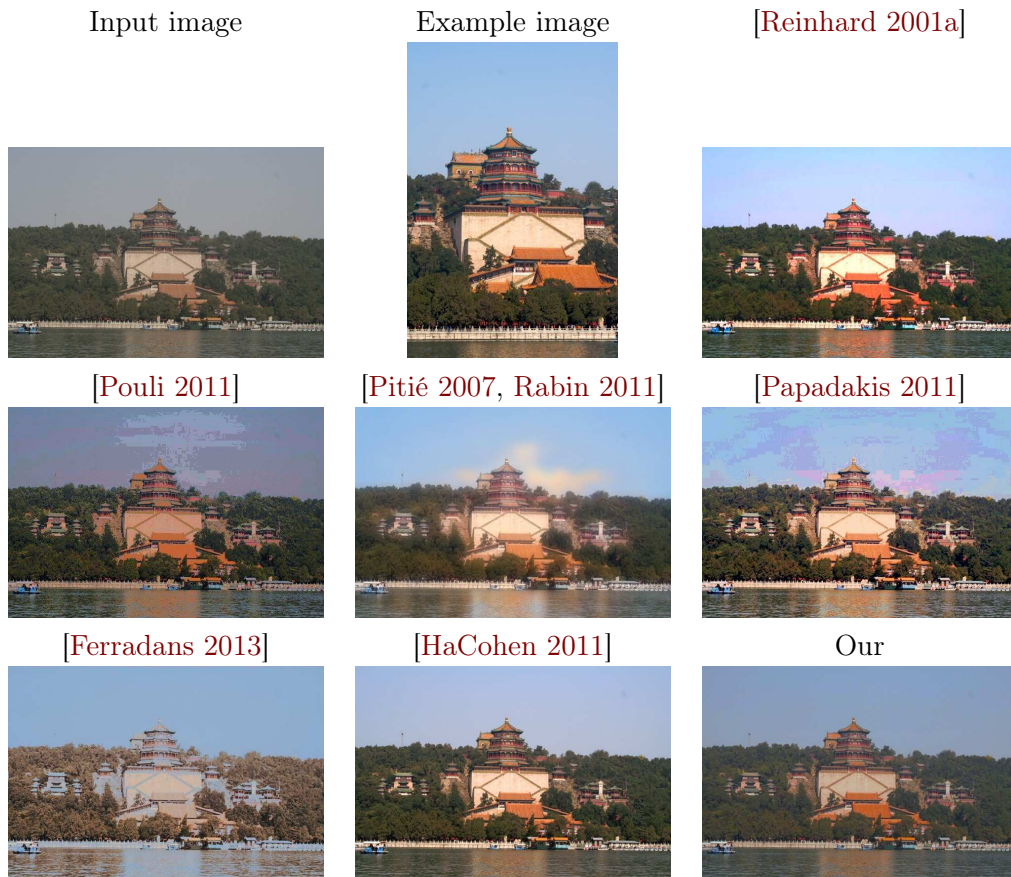 Input image
Example image
[Reinhard 2001a]
[Pouli 2011]
[Pitié 2007, Rabin 2011]
[Papadakis 2011]
[Ferradans 2013]
[HaCohen 2011]
Our